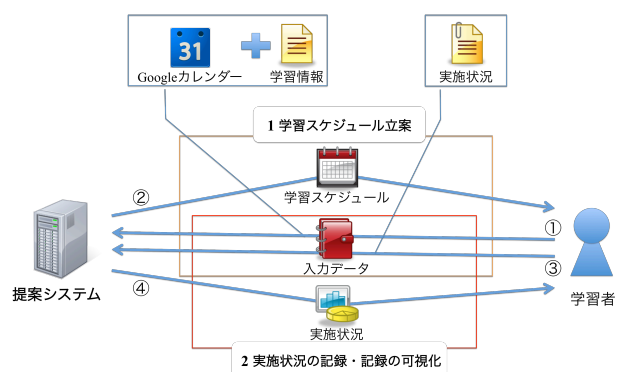 31
Googleカレンダー
学習情報
実施状況
1 学習スケジュール立案
②
学習スケジュール
①
入力データ
③
提案システム
④
学習者
実施状況
2 実施状況の記録・記録の可視化